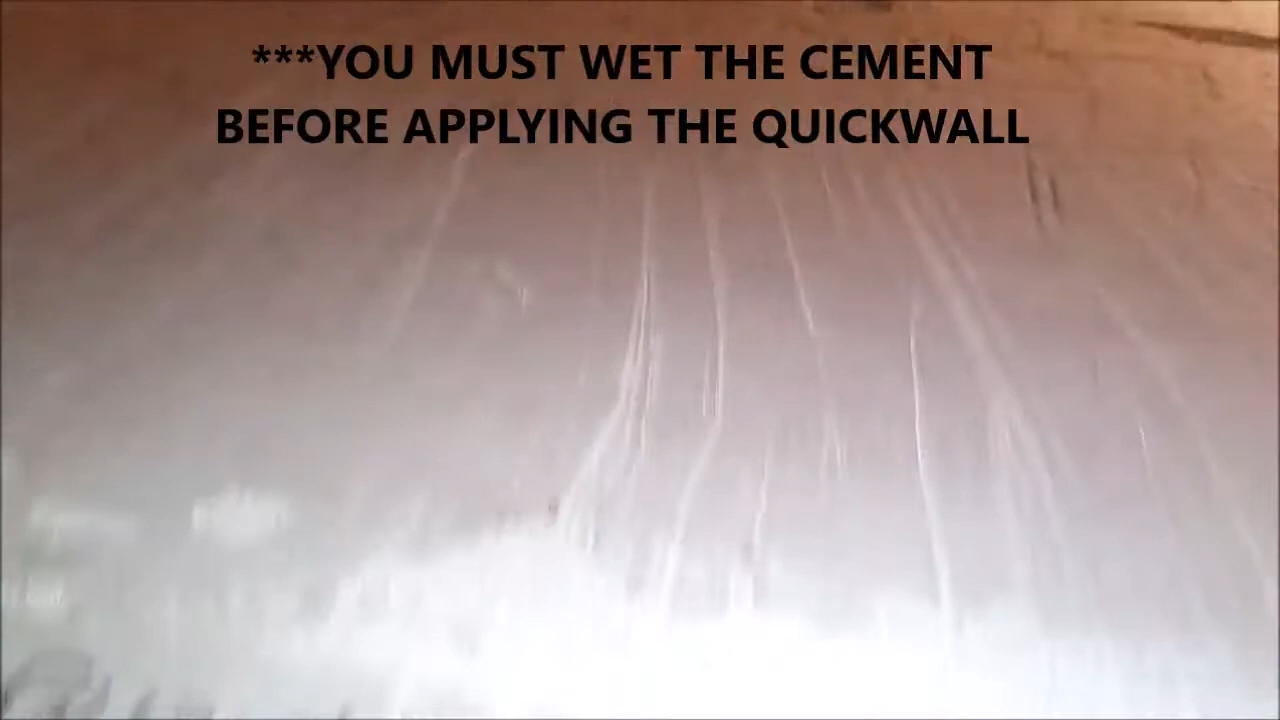 ***YOU MUST WET THE CEMENT
BEFORE APPLYING THE QUICKWALL